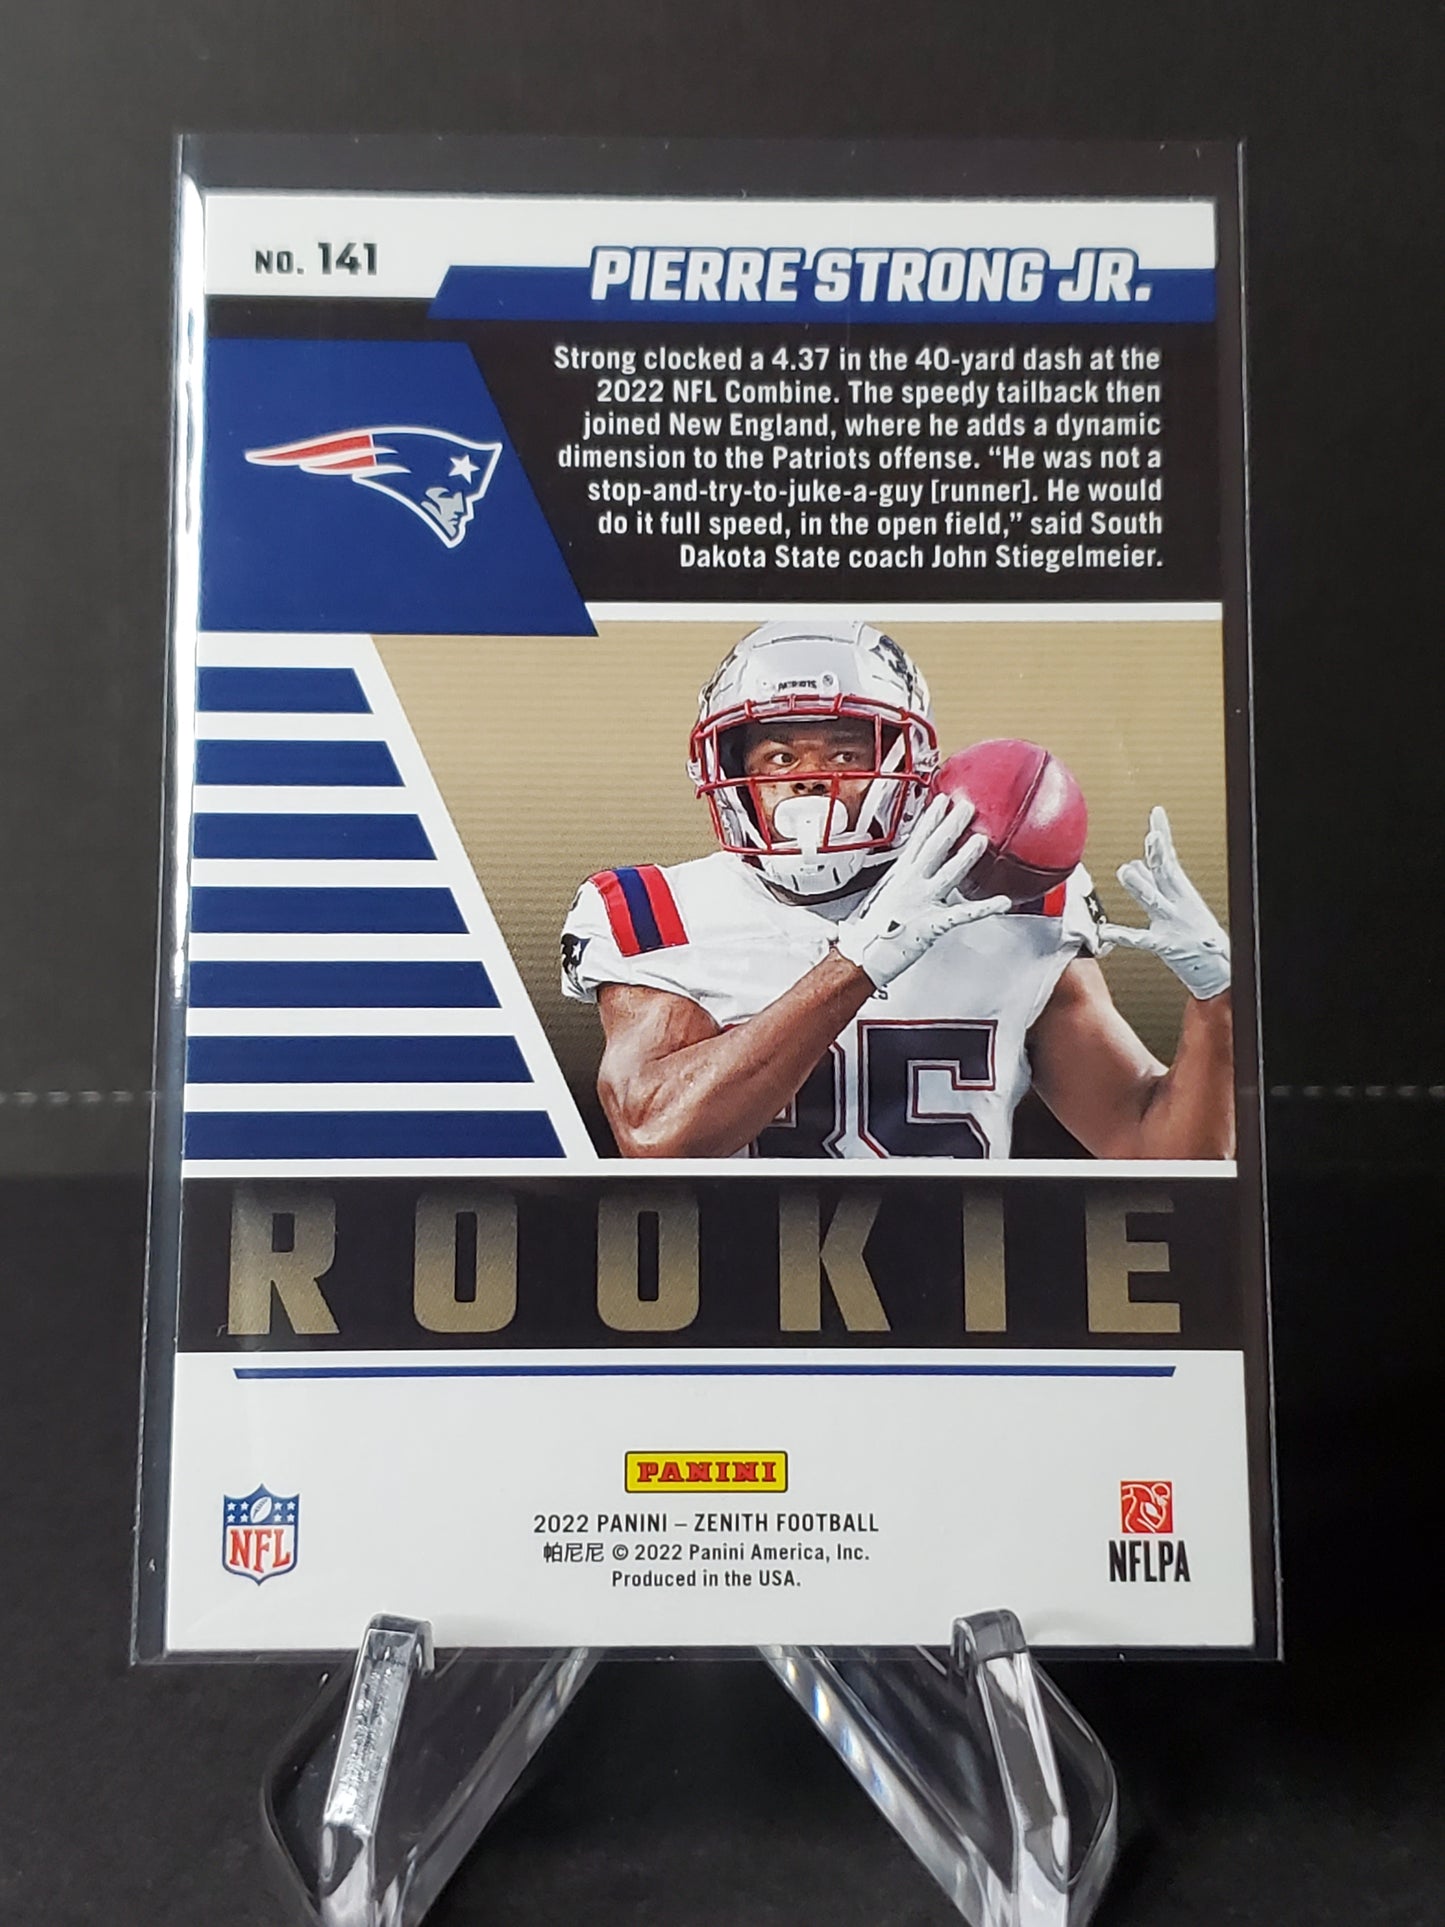 NO. 141
PIERRE STRONG JR.
Strong clocked a 4.37 in the 40-yard dash at the
2022 NFL Combine. The speedy tailback then
joined New England, where he adds a dynamic
dimension to the Patriots offense. “He was not a
stop-and-try-to-juke-a-guy [runner]. He would
do it full speed, in the open field,” said South
Dakota State coach John Stiegelmeier.
PATRIOTS
35
ROOKIE
PANINI
2022 PANINI – ZENITH FOOTBALL
帕尼尼 © 2022 Panini America, Inc.
Produced in the USA.
NFL
NFLPA